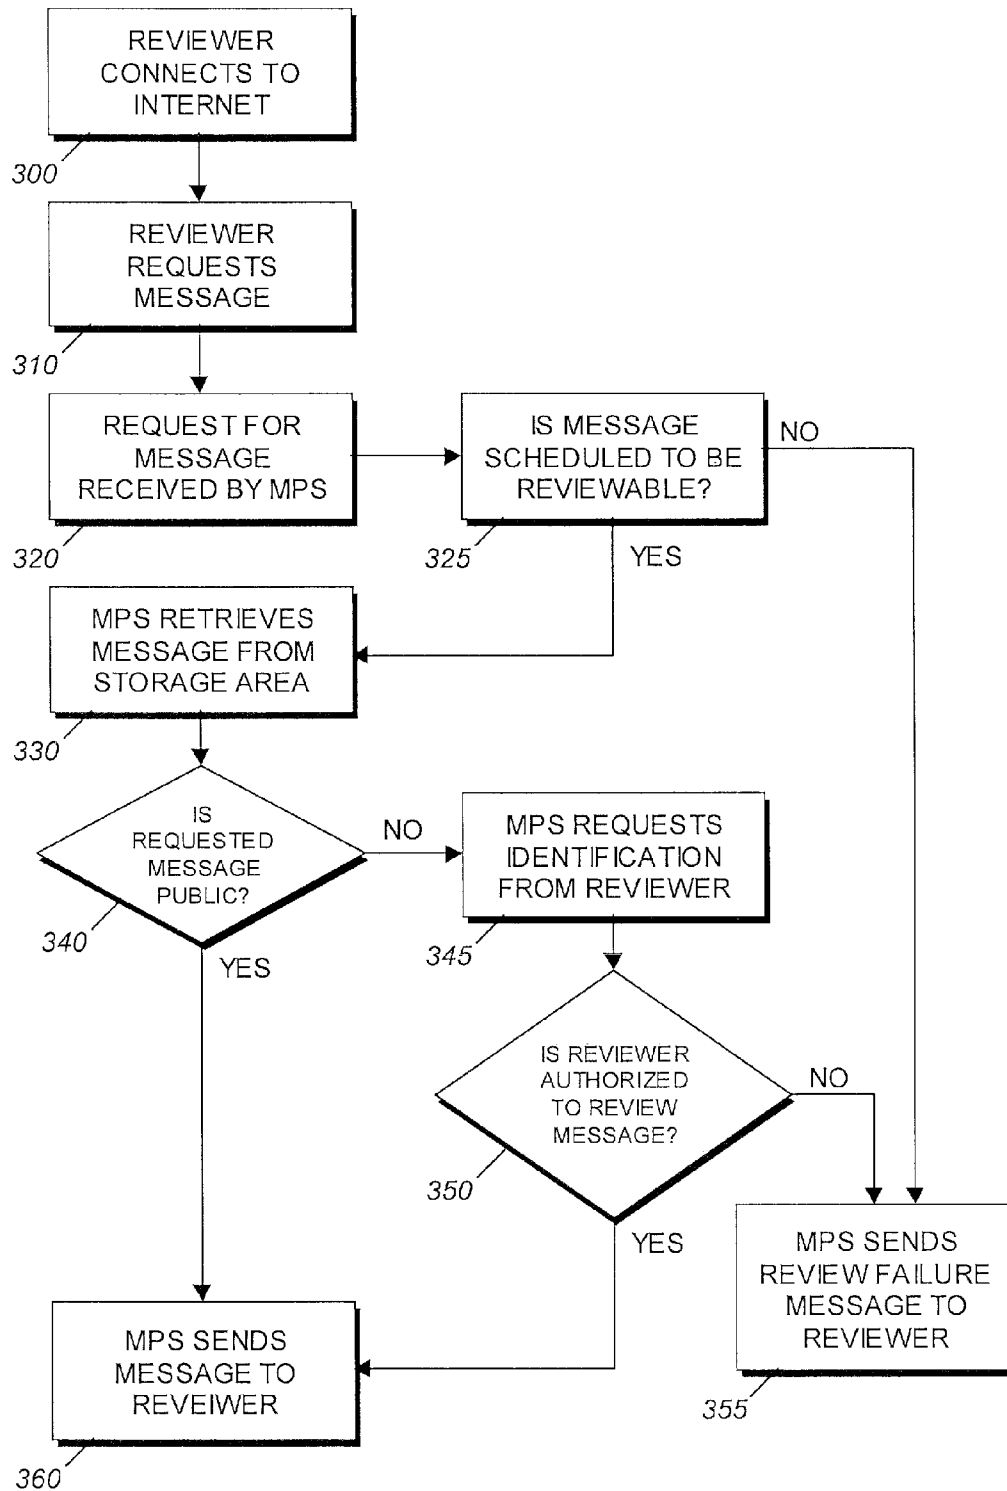 REVIEWER
CONNECTS TO
INTERNET
300
REVIEWER
REQUESTS
MESSAGE
310
REQUEST FOR
MESSAGE
RECEIVED BY MPS
320
IS MESSAGE
SCHEDULED TO BE
REVIEWABLE?
325
NO
YES
MPS RETRIEVES
MESSAGE FROM
STORAGE AREA
330
IS
REQUESTED
MESSAGE
PUBLIC?
340
NO
YES
MPS REQUESTS
IDENTIFICATION
FROM REVIEWER
345
IS REVIEWER
AUTHORIZED
TO REVIEW
MESSAGE?
350
NO
YES
MPS SENDS
REVIEW FAILURE
MESSAGE TO
REVIEWER
355
MPS SENDS
MESSAGE TO
REVEIWER
360